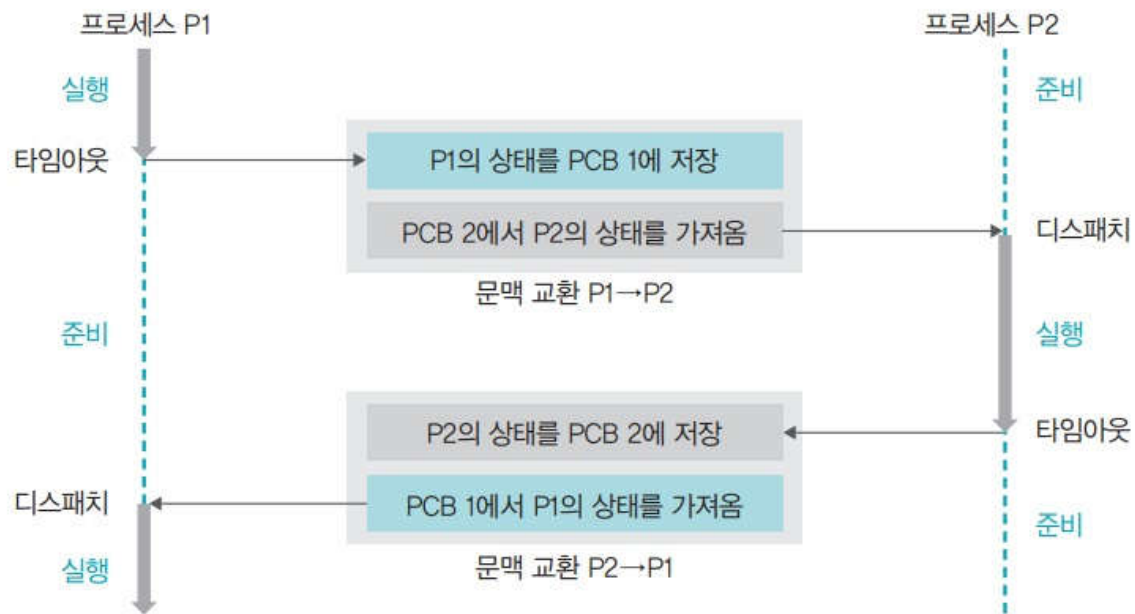 프로세스 P1
프로세스 P2
실행
준비
타임아웃
P1의 상태를 PCB 1에 저장
PCB 2에서 P2의 상태를 가져옴
디스패치
문맥 교환 P1→P2
준비
실행
P2의 상태를 PCB 2에 저장
타임아웃
디스패치
PCB 1에서 P1의 상태를 가져옴
준비
문맥 교환 P2→P1
실행